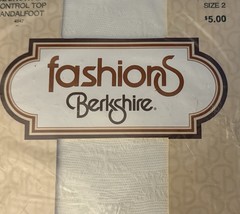 CONTROL TOP
SANDALFOOT
SIZE 2
$5.00
fashions
Berkshire®